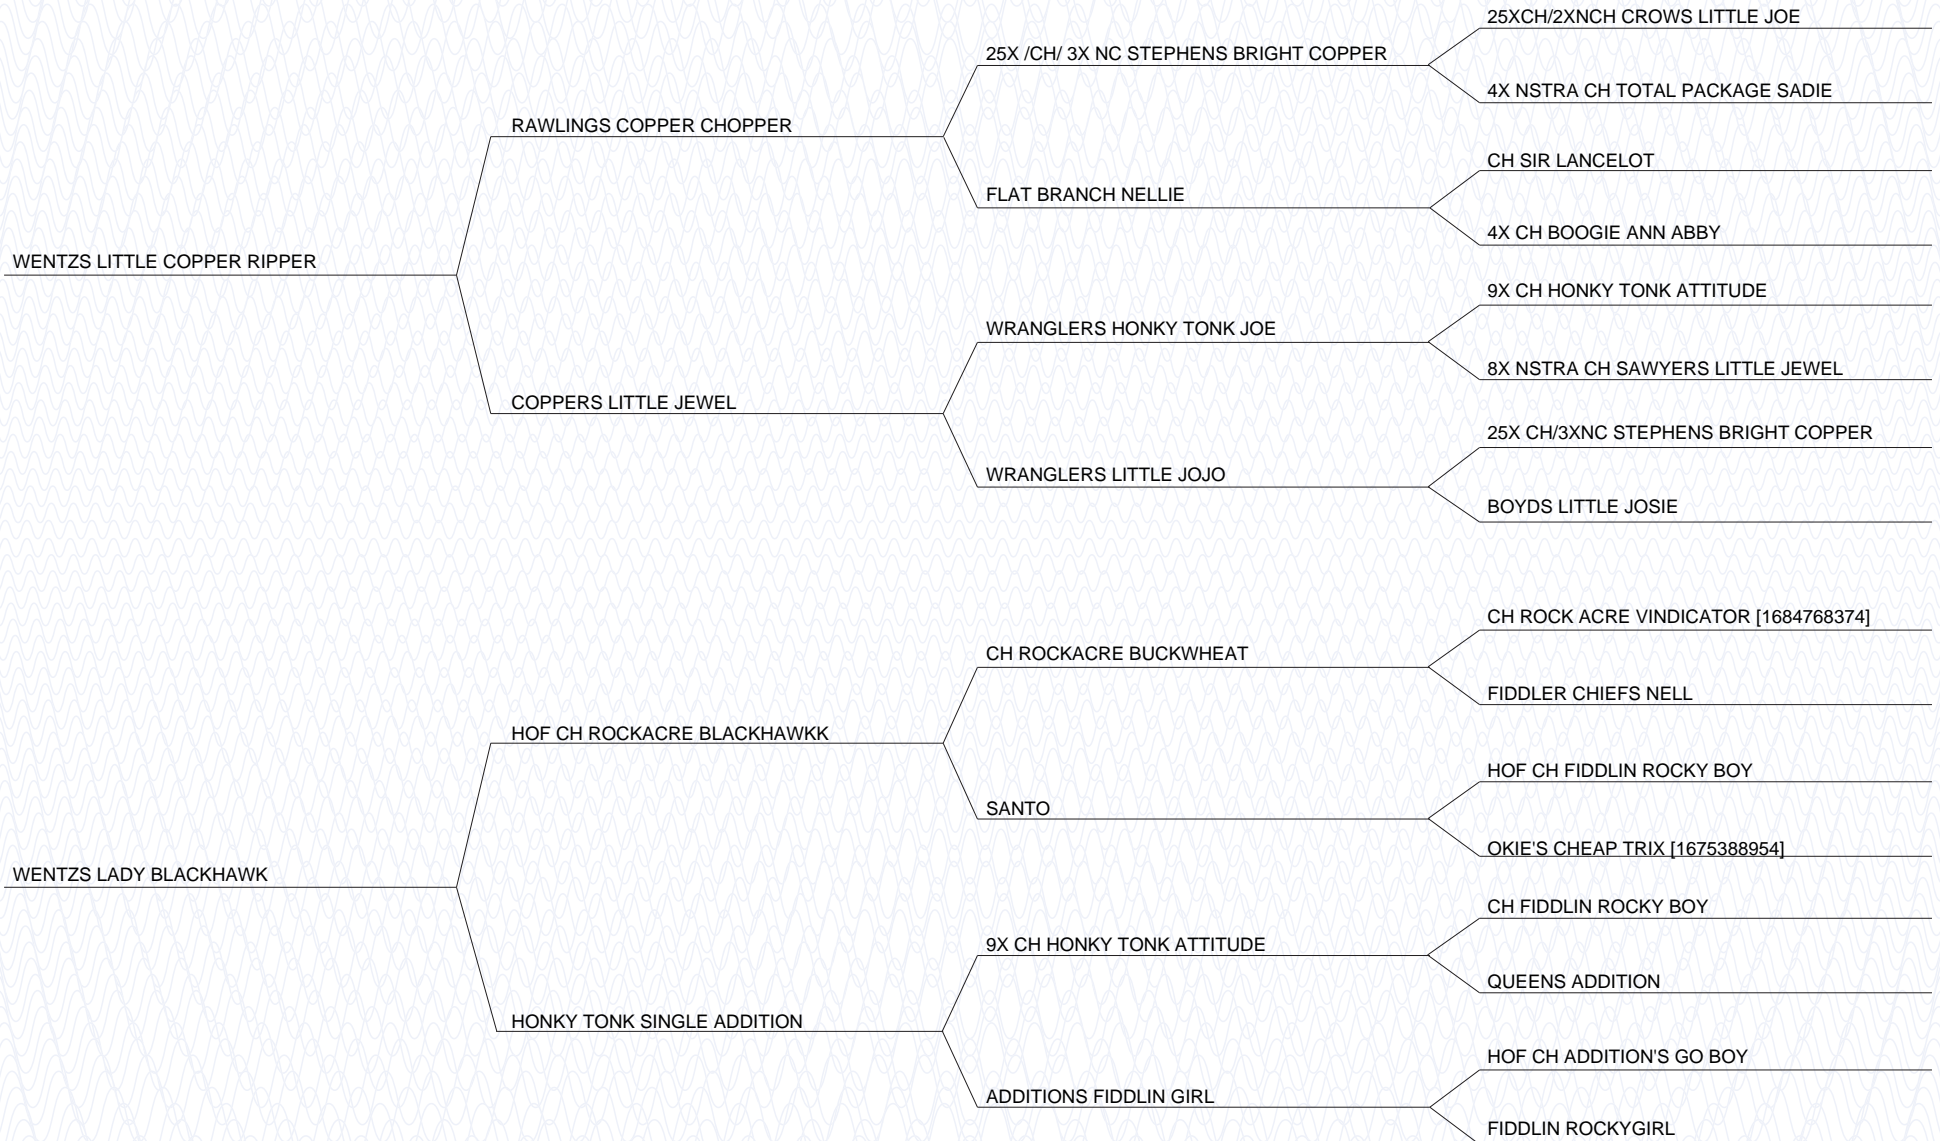 25XCH/2XNCH CROWS LITTLE JOE
25X /CH/ 3X NC STEPHENS BRIGHT COPPER
4X NSTRA CH TOTAL PACKAGE SADIE
RAWLINGS COPPER CHOPPER
CH SIR LANCELOT
FLAT BRANCH NELLIE
4X CH BOOGIE ANN ABBY
WENTZS LITTLE COPPER RIPPER
9X CH HONKY TONK ATTITUDE
WRANGLERS HONKY TONK JOE
8X NSTRA CH SAWYERS LITTLE JEWEL
COPPERS LITTLE JEWEL
25X CH/3XNC STEPHENS BRIGHT COPPER
WRANGLERS LITTLE JOJO
BOYDS LITTLE JOSIE
CH ROCK ACRE VINDICATOR [1684768374]
CH ROCKACRE BUCKWHEAT
FIDDLER CHIEFS NELL
HOF CH ROCKACRE BLACKHAWKK
HOF CH FIDDLIN ROCKY BOY
SANTO
OKIE'S CHEAP TRIX [1675388954]
WENTZS LADY BLACKHAWK
CH FIDDLIN ROCKY BOY
9X CH HONKY TONK ATTITUDE
QUEENS ADDITION
HONKY TONK SINGLE ADDITION
HOF CH ADDITION'S GO BOY
ADDITIONS FIDDLIN GIRL
FIDDLIN ROCKYGIRL